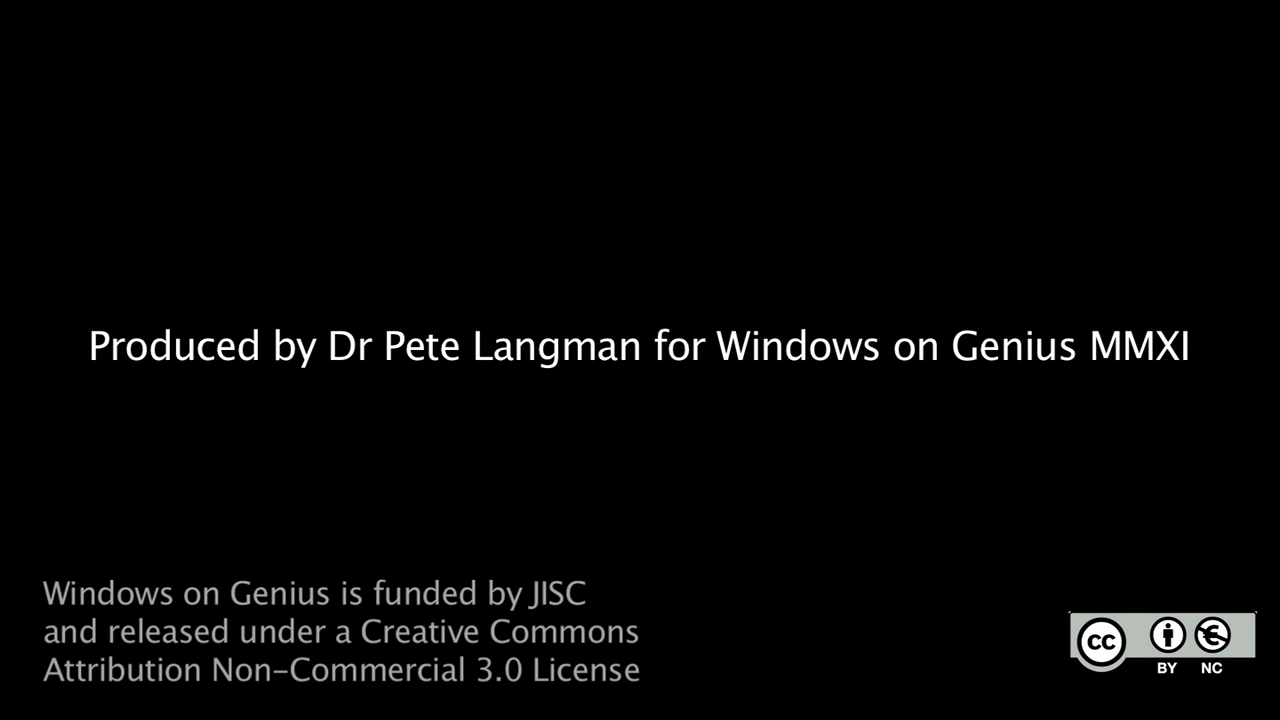 Produced by Dr Pete Langman for Windows on Genius MMXI
Windows on Genius is funded by JISC
and released under a Creative Commons
Attribution Non-Commercial 3.0 License
cc
BY NC